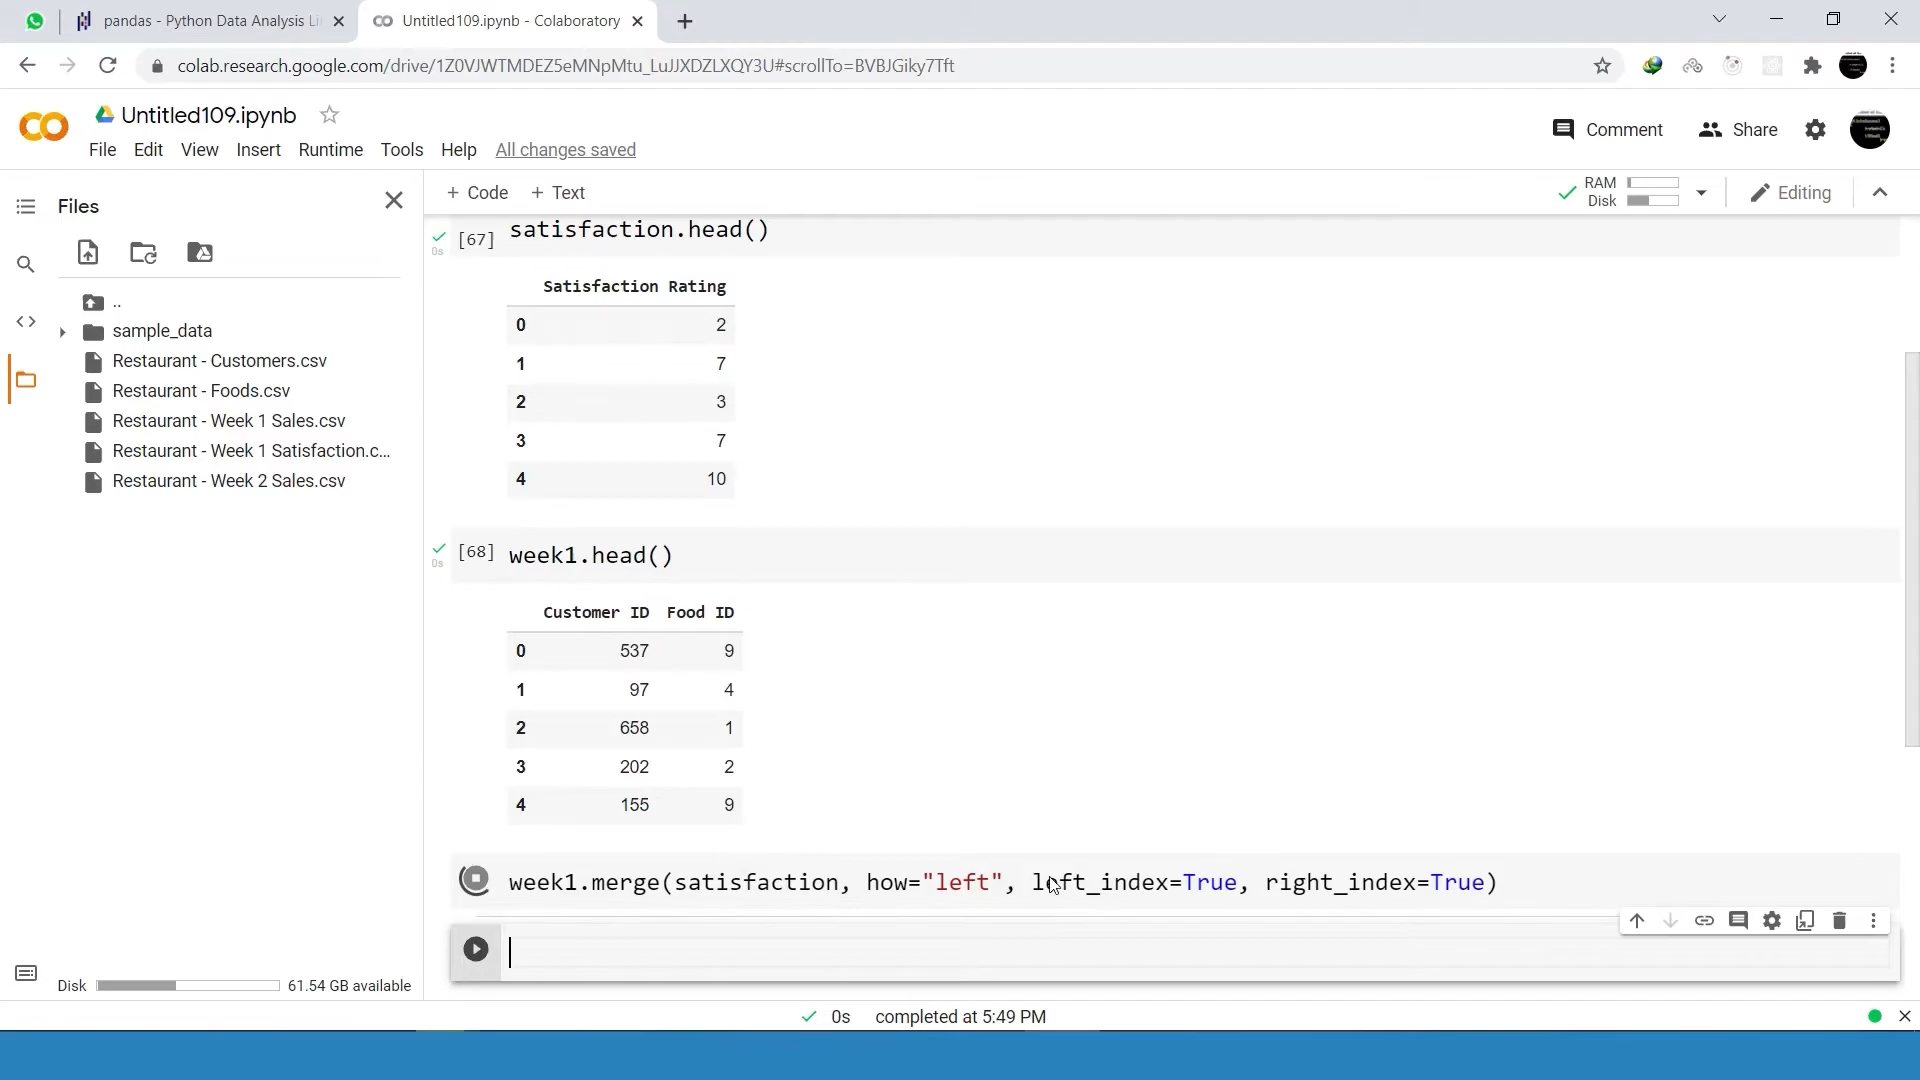 pandas - Python Data Analysis Li
Untitled109.ipynb - Colaboratory
colab.research.google.com/drive/1Z0VJWTMDEZ5eMNpMtu_LuJJXDZLXQY3U#scrollTo=BVBJGiky7Tft
Untitled109.ipynb
Comment
Share
File Edit View Insert Runtime Tools Help All changes saved
Files
+ Code + Text
RAM
Disk
Editing
..
sample_data
Restaurant - Customers.csv
Restaurant - Foods.csv
Restaurant - Week 1 Sales.csv
Restaurant - Week 1 Satisfaction.c...
Restaurant - Week 2 Sales.csv
Disk
61.54 GB available
[67] satisfaction.head()
0s
Satisfaction Rating
0 2
1 7
2 3
3 7
4 10
[68] week1.head()
0s
Customer ID Food ID
0 537 9
1 97 4
2 658 1
3 202 2
4 155 9
week1.merge(satisfaction, how="left", left_index=True, right_index=True)
0s completed at 5:49 PM